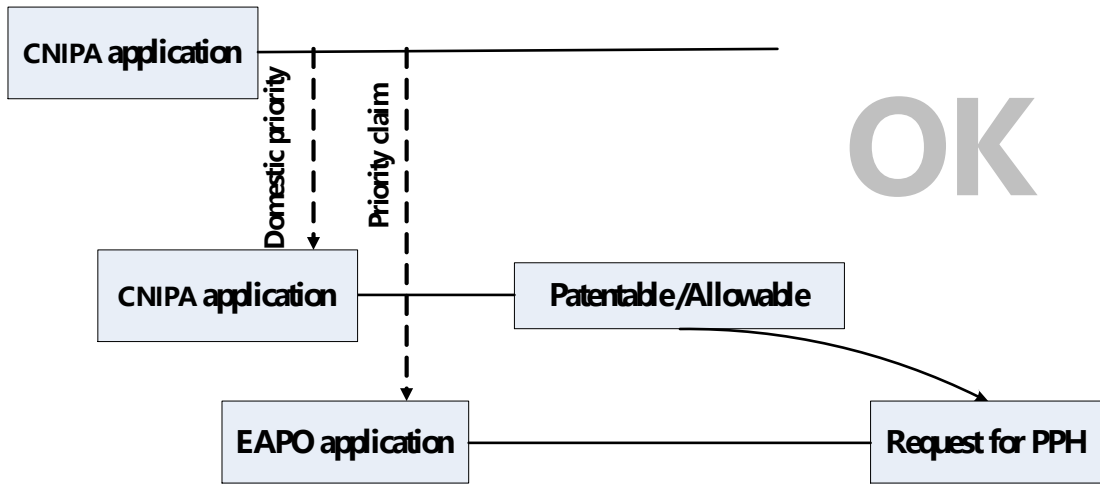 CNIPA application
Domestic priority
Priority claim
OK
CNIPA application
Patentable/Allowable
EAPO application
Request for PPH